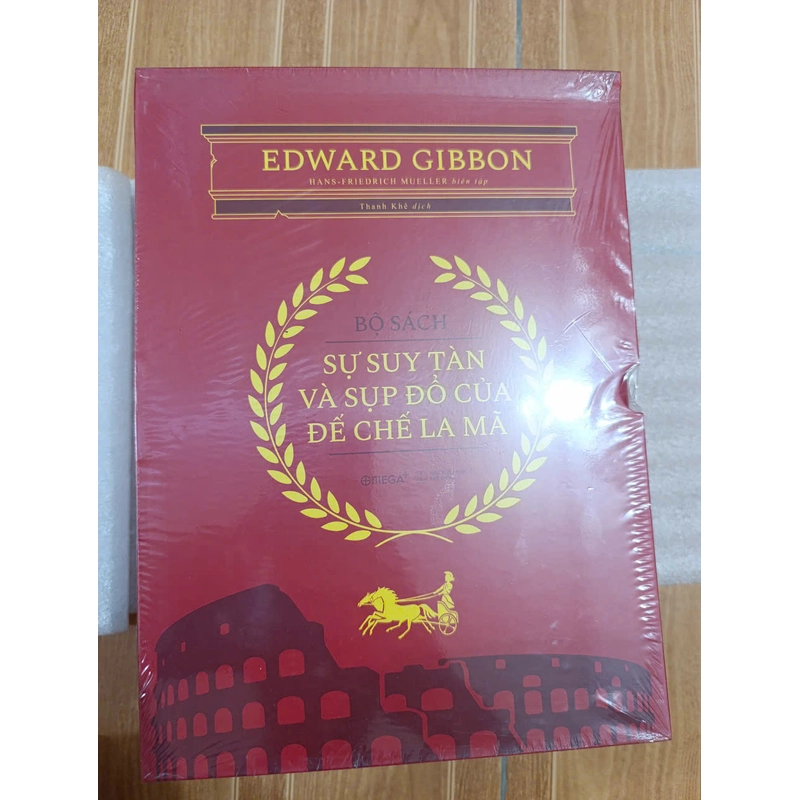 EDWARD GIBBON
HANS-FRIEDRICH MUELLER hiên tập
Thanh Khê dịch
BỘ SÁCH
SỰ SUY TÀN
VÀ SỤP ĐỔ CỦA
ĐẾ CHẾ LA MÃ
OMEGA+